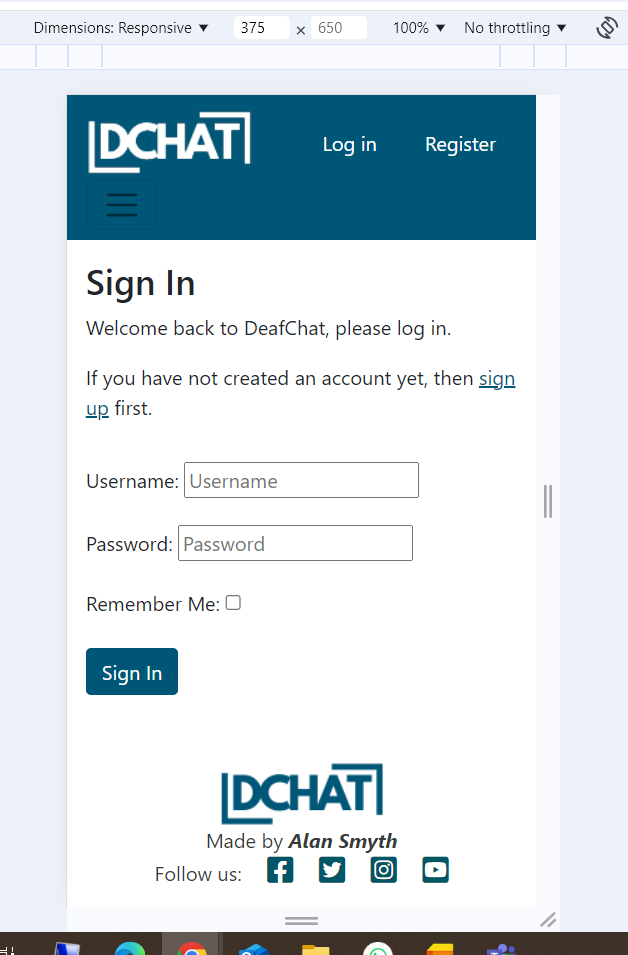 Dimensions: Responsive ▼ 375 × 650 100% ▼ No throttling ▼
DCHAT Log in Register
Sign In
Welcome back to DeafChat, please log in.
If you have not created an account yet, then sign
up first.
Username: Username
Password: Password
Remember Me:
Sign In
DCHAT
Made by Alan Smyth
Follow us: